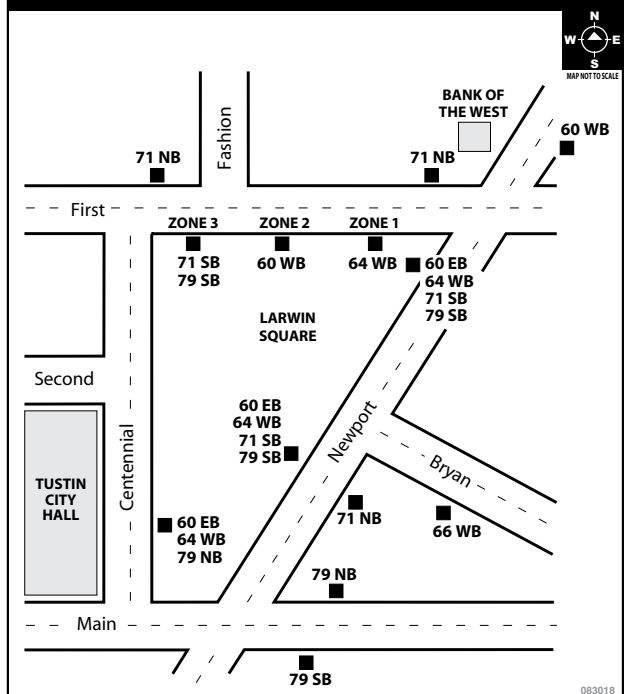 N
W E
S
MAP NOT TO SCALE
BANK OF
THE WEST
60 WB
Fashion
71 NB
71 NB
First
ZONE 3
ZONE 2
ZONE 1
71 SB
79 SB
60 WB
64 WB
60 EB
64 WB
71 SB
79 SB
LARWIN
SQUARE
Second
60 EB
64 WB
71 SB
79 SB
Newport
Bryan
TUSTIN
CITY
HALL
Centennial
60 EB
64 WB
79 NB
71 NB
66 WB
79 NB
Main
79 SB
083018